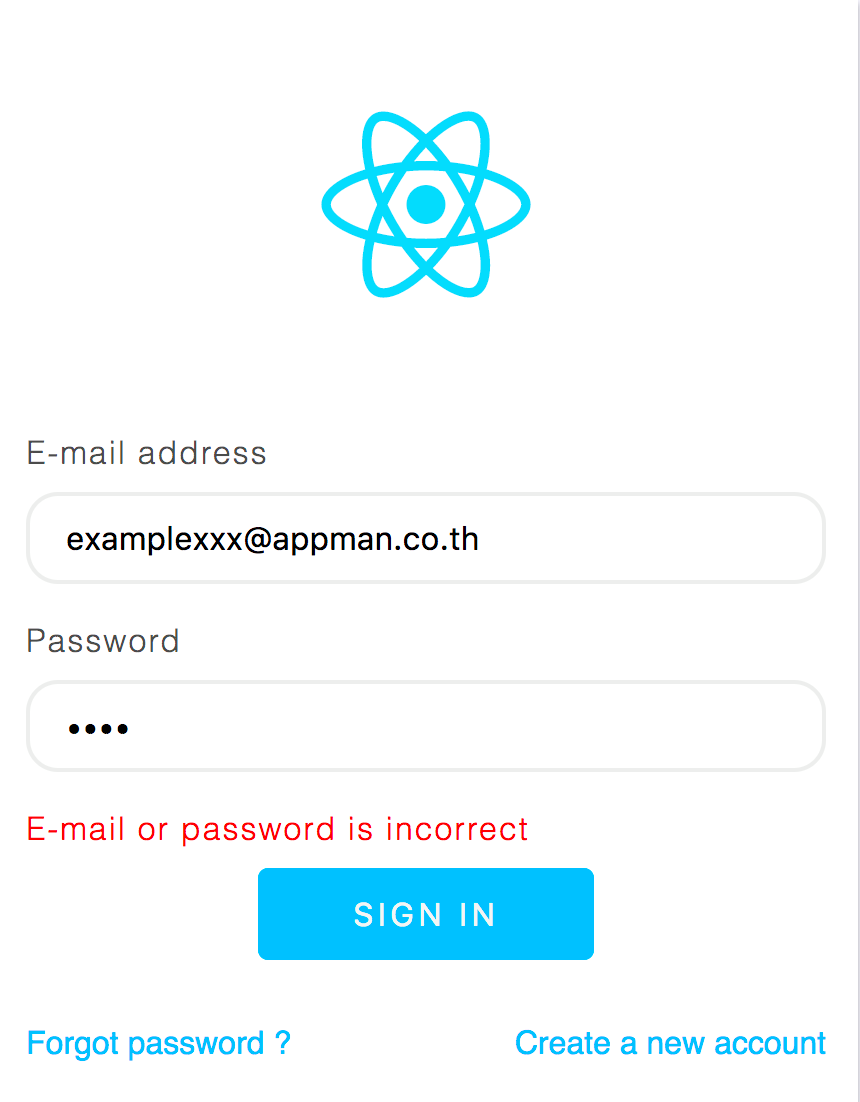 E-mail address
examplexxx@appman.co.th
Password
••••
E-mail or password is incorrect
SIGN IN
Forgot password ?
Create a new account